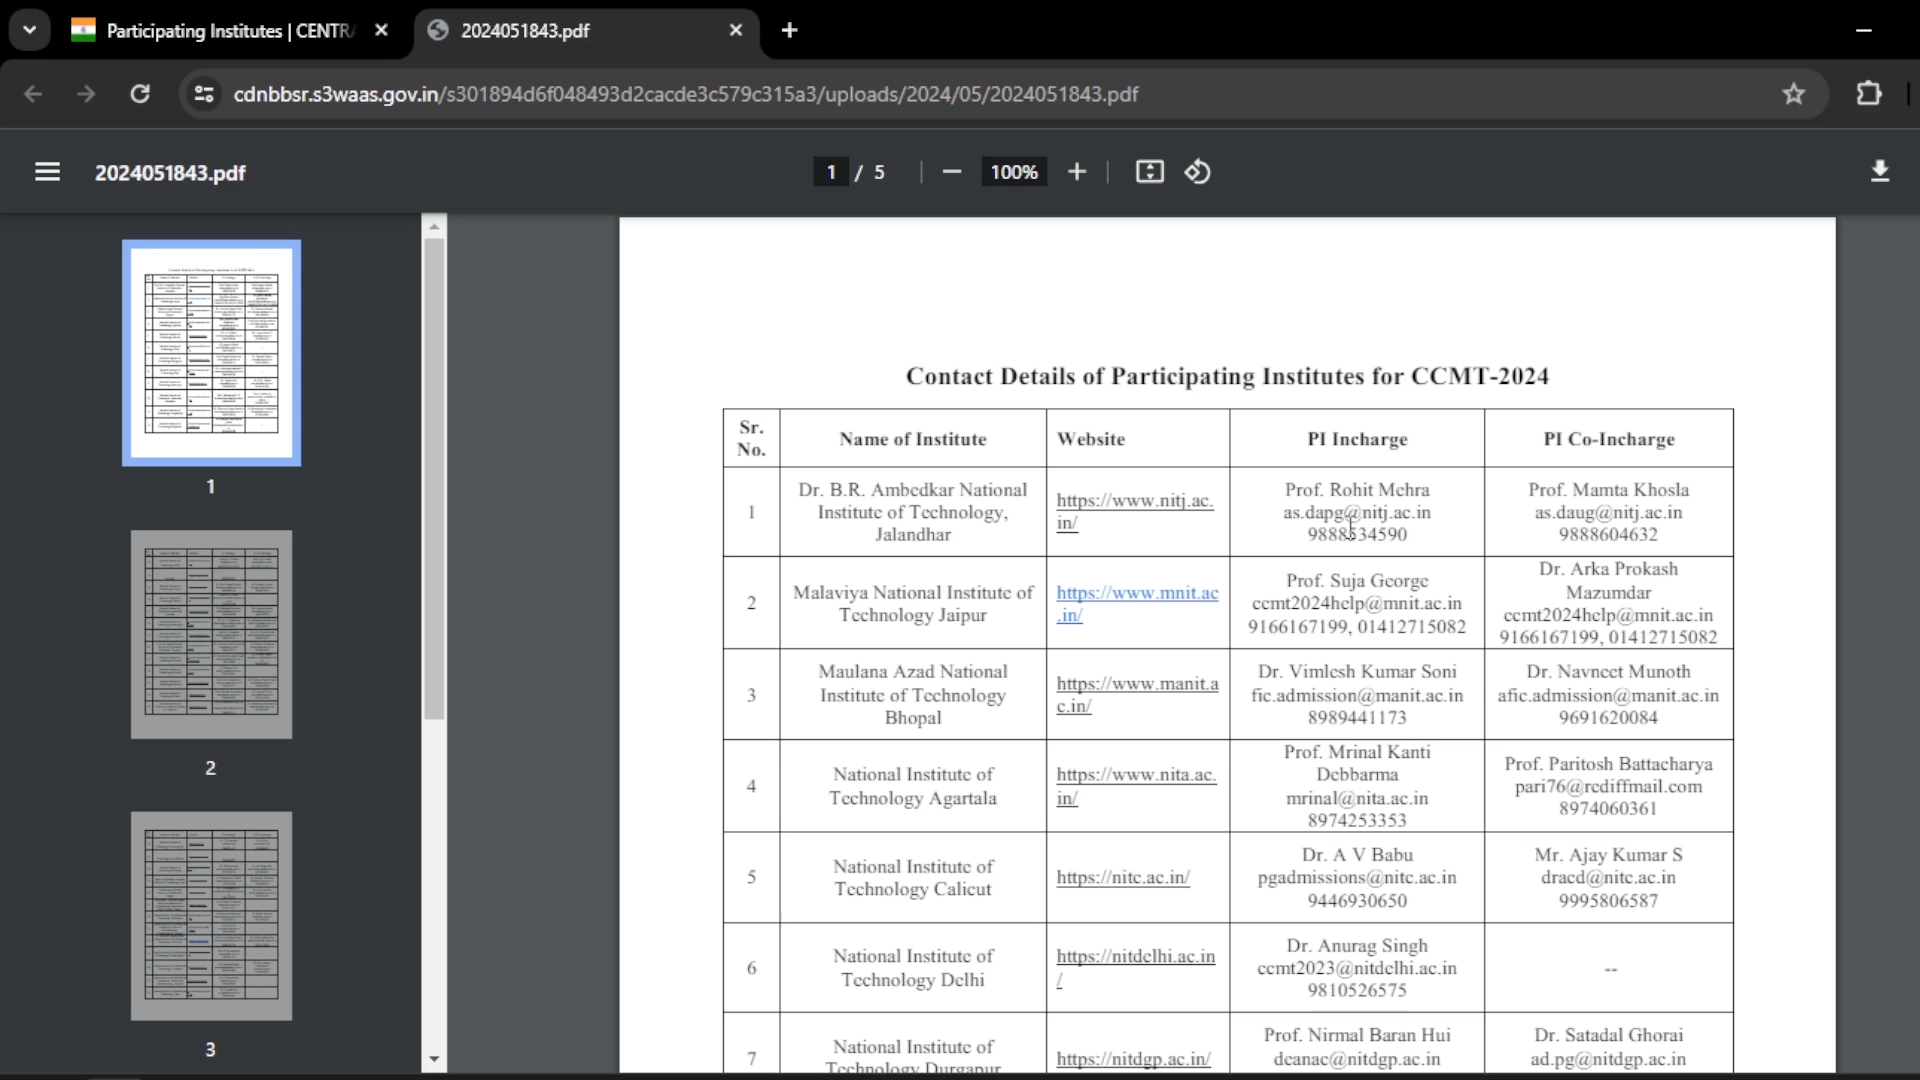 Participating Institutes | CENTRA
2024051843.pdf
cdnbbsr.s3waas.gov.in/s301894d6f048493d2cacde3c579c315a3/uploads/2024/05/2024051843.pdf
2024051843.pdf
1 / 5
100%
1
2
3
Contact Details of Participating Institutes for CCMT-2024
Sr.
No.
Name of Institute
Website
PI Incharge
PI Co-Incharge
1
Dr. B.R. Ambedkar National
Institute of Technology,
Jalandhar
https://www.nitj.ac.
in/
Prof. Rohit Mehra
as.dapg@nitj.ac.in
Prof. Mamta Khosla
as.daug@nitj.ac.in
9888604632
2
Malaviya National Institute of
Technology Jaipur
https://www.mnit.ac
.in/
Prof. Suja George
ccmt2024help@mnit.ac.in
9166167199, 01412715082
Dr. Arka Prokash
Mazumdar
ccmt2024help@mnit.ac.in
9166167199, 01412715082
3
Maulana Azad National
Institute of Technology
Bhopal
https://www.manit.a
c.in/
Dr. Vimlesh Kumar Soni
fic.admission@manit.ac.in
8989441173
Dr. Navneet Munoth
afic.admission@manit.ac.in
9691620084
4
National Institute of
Technology Agartala
https://www.nita.ac.
in/
Prof. Mrinal Kanti
Debbarma
mrinal@nita.ac.in
8974253353
Prof. Paritosh Battacharya
pari76@rediffmail.com
8974060361
5
National Institute of
Technology Calicut
https://nitc.ac.in/
Dr. A V Babu
pgadmissions@nitc.ac.in
9446930650
Mr. Ajay Kumar S
dracd@nitc.ac.in
9995806587
6
National Institute of
Technology Delhi
https://nitdelhi.ac.in
/
Dr. Anurag Singh
ccmt2023@nitdelhi.ac.in
9810526575
--
7
National Institute of
Technology Durgapur
https://nitdgp.ac.in/
Prof. Nirmal Baran Hui
deanac@nitdgp.ac.in
Dr. Satadal Ghorai
ad.pg@nitdgp.ac.in